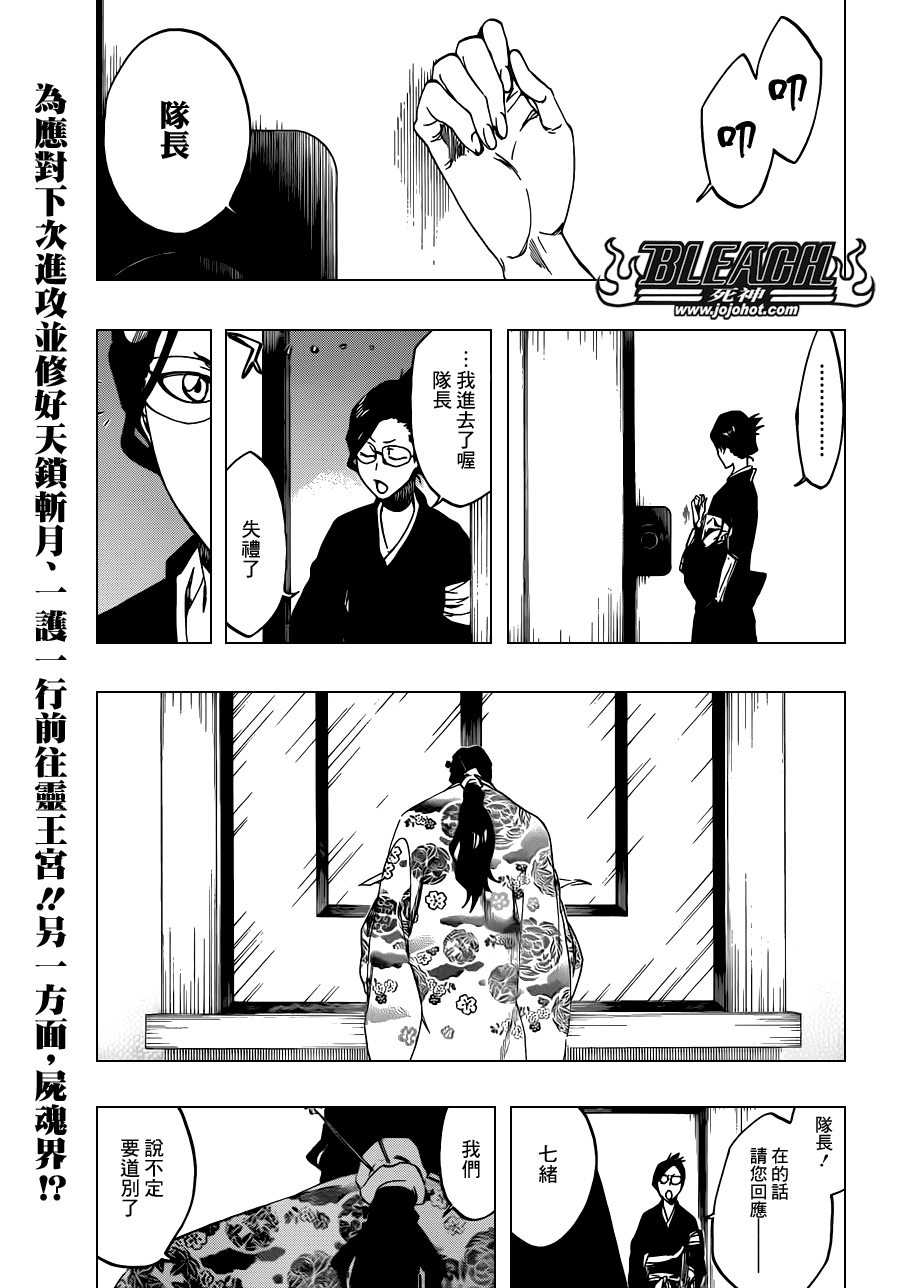 叩
叩
隊長
BLEACH
死神
www.jojohot.com
為應對下次進攻並修好天鎖斬月、一護一行前往靈王宮!!另一方面，屍魂界!?
………
…我進去了喔
隊長
失禮了
隊長！
在的話
請您回應——
七緒
我們
說不定
要道別了